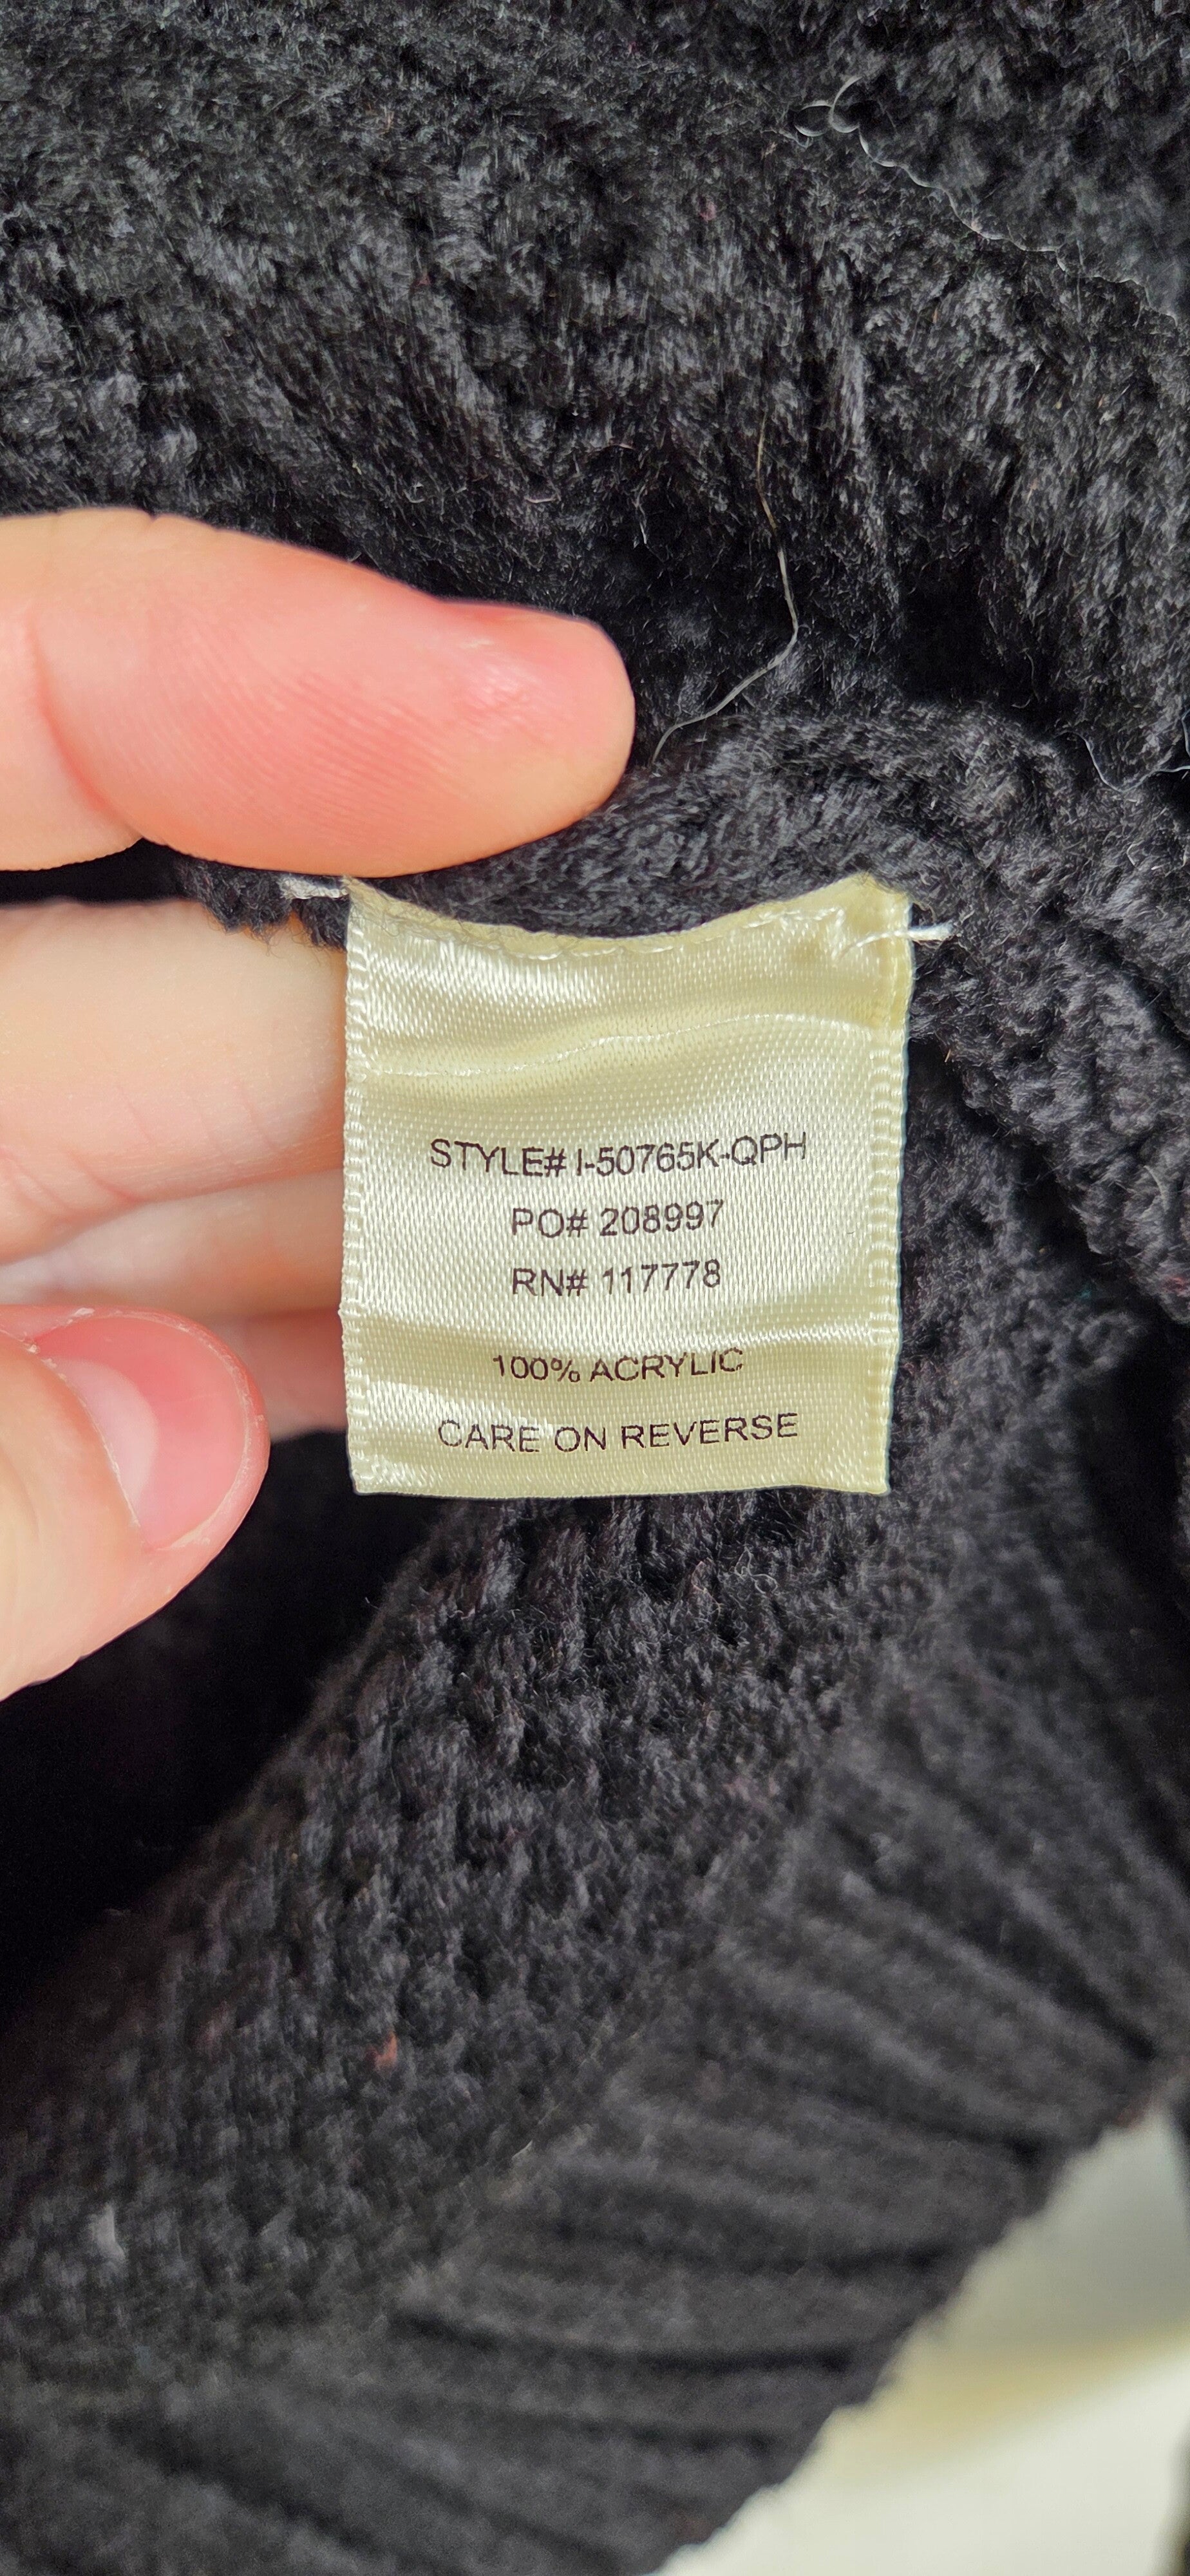 STYLE# I-50765K-QPH
PO# 208997
RN# 117778
100% ACRYLIC
CARE ON REVERSE